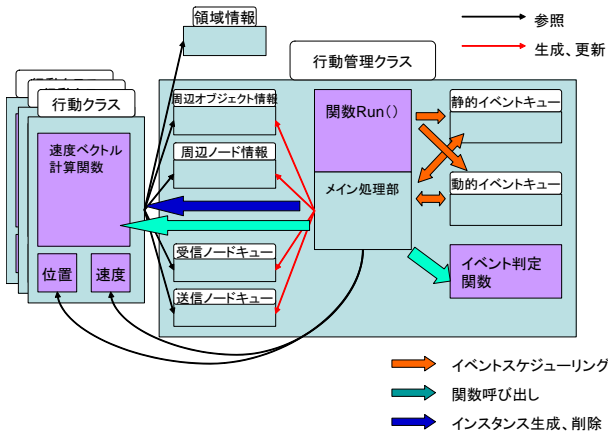 領域情報
参照
生成、更新
行動管理クラス
行動クラス
周辺オブジェクト情報
関数Run()
静的イベントキュー
速度ベクトル
計算関数
周辺ノード情報
メイン処理部
動的イベントキュー
受信ノードキュー
イベント判定
関数
位置
速度
送信ノードキュー
イベントスケジューリング
関数呼び出し
インスタンス生成、削除